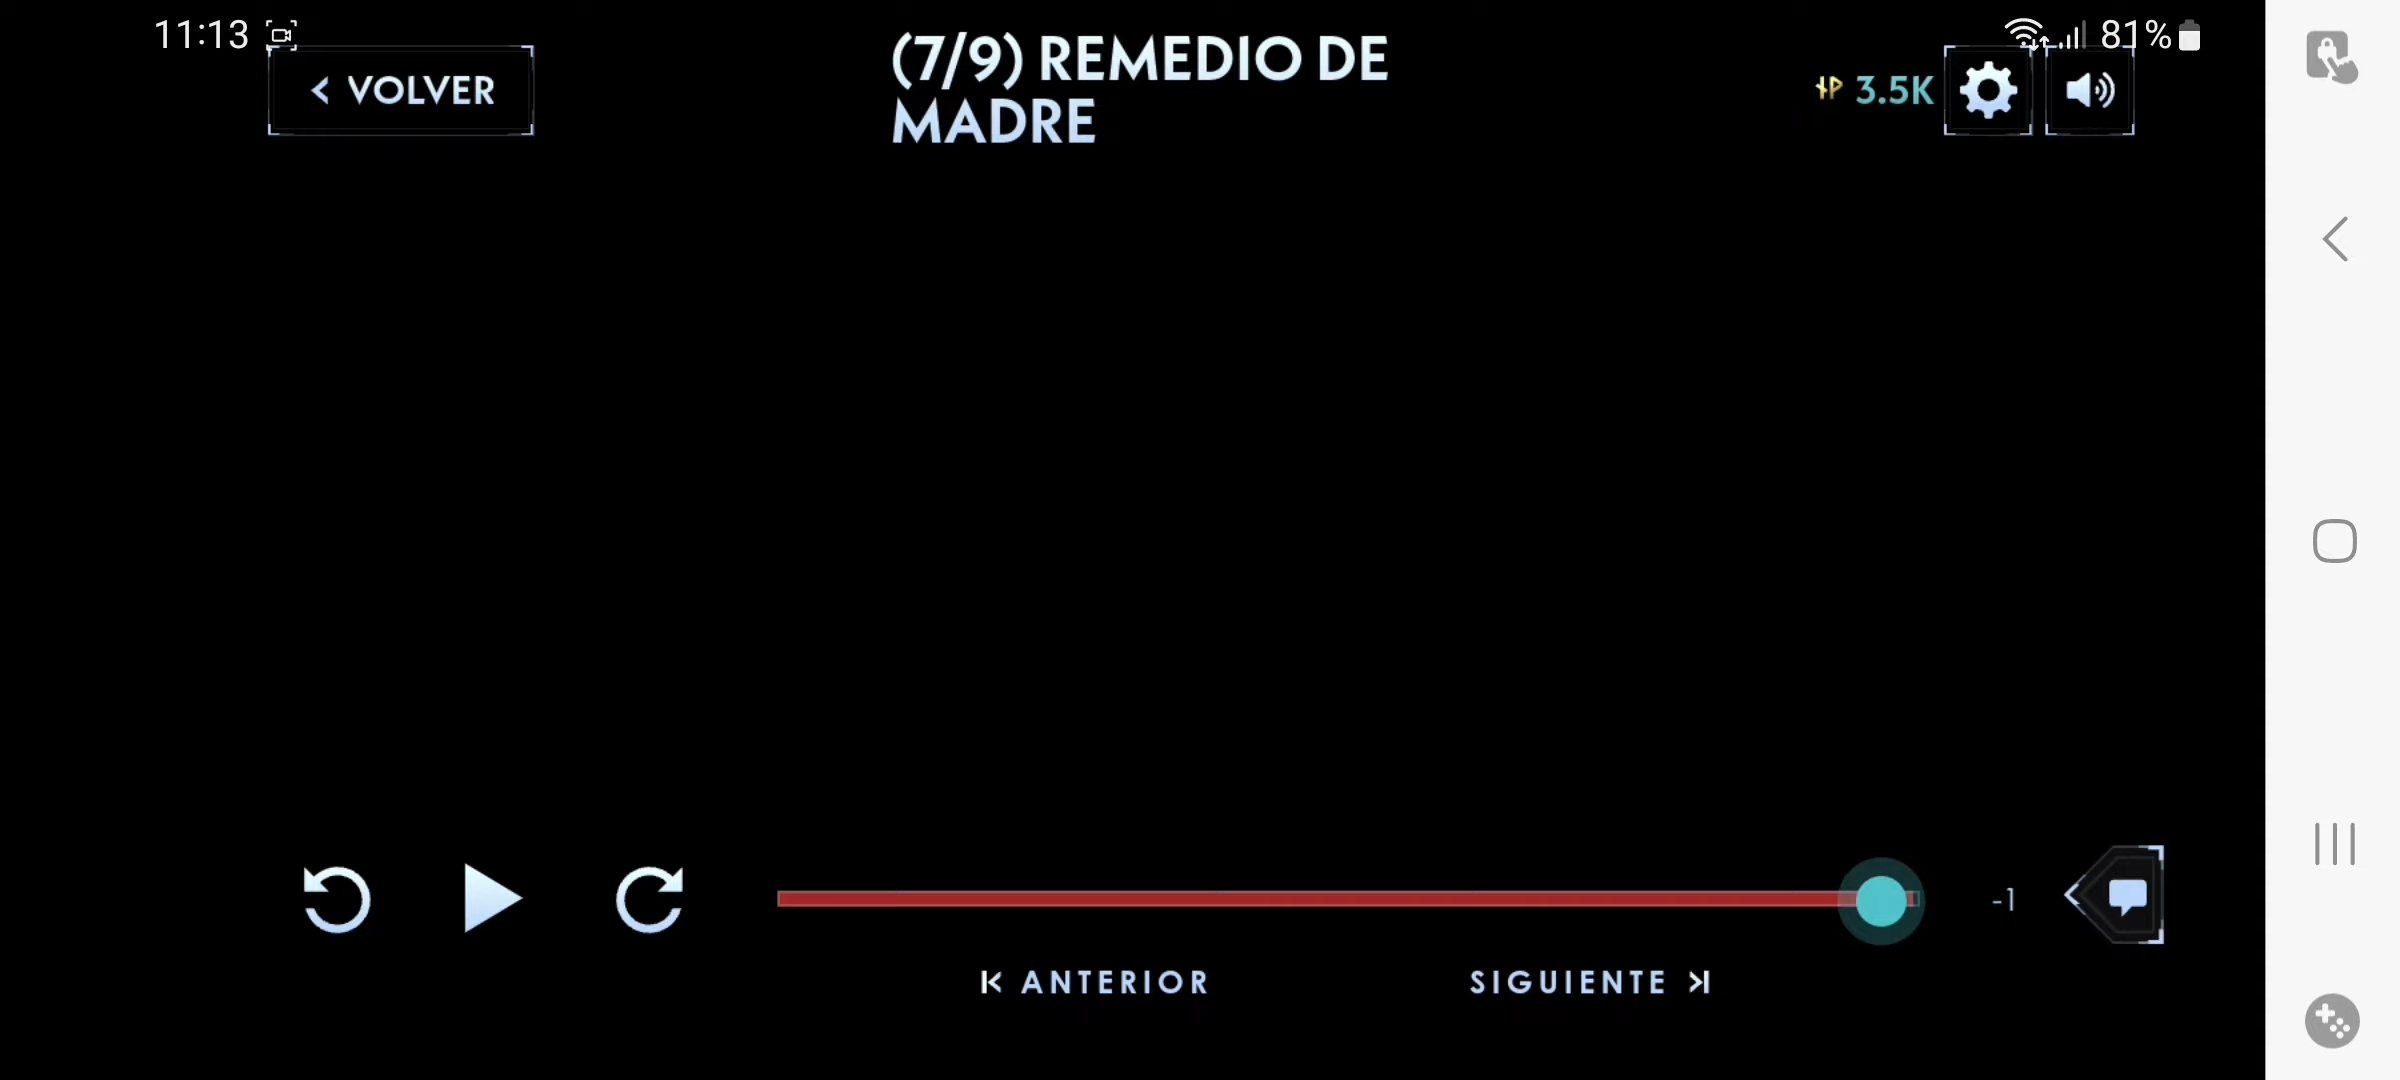 11:13
81%
VOLVER
(7/9) REMEDIO DE
MADRE
3.5K
-1
ANTERIOR
SIGUIENTE